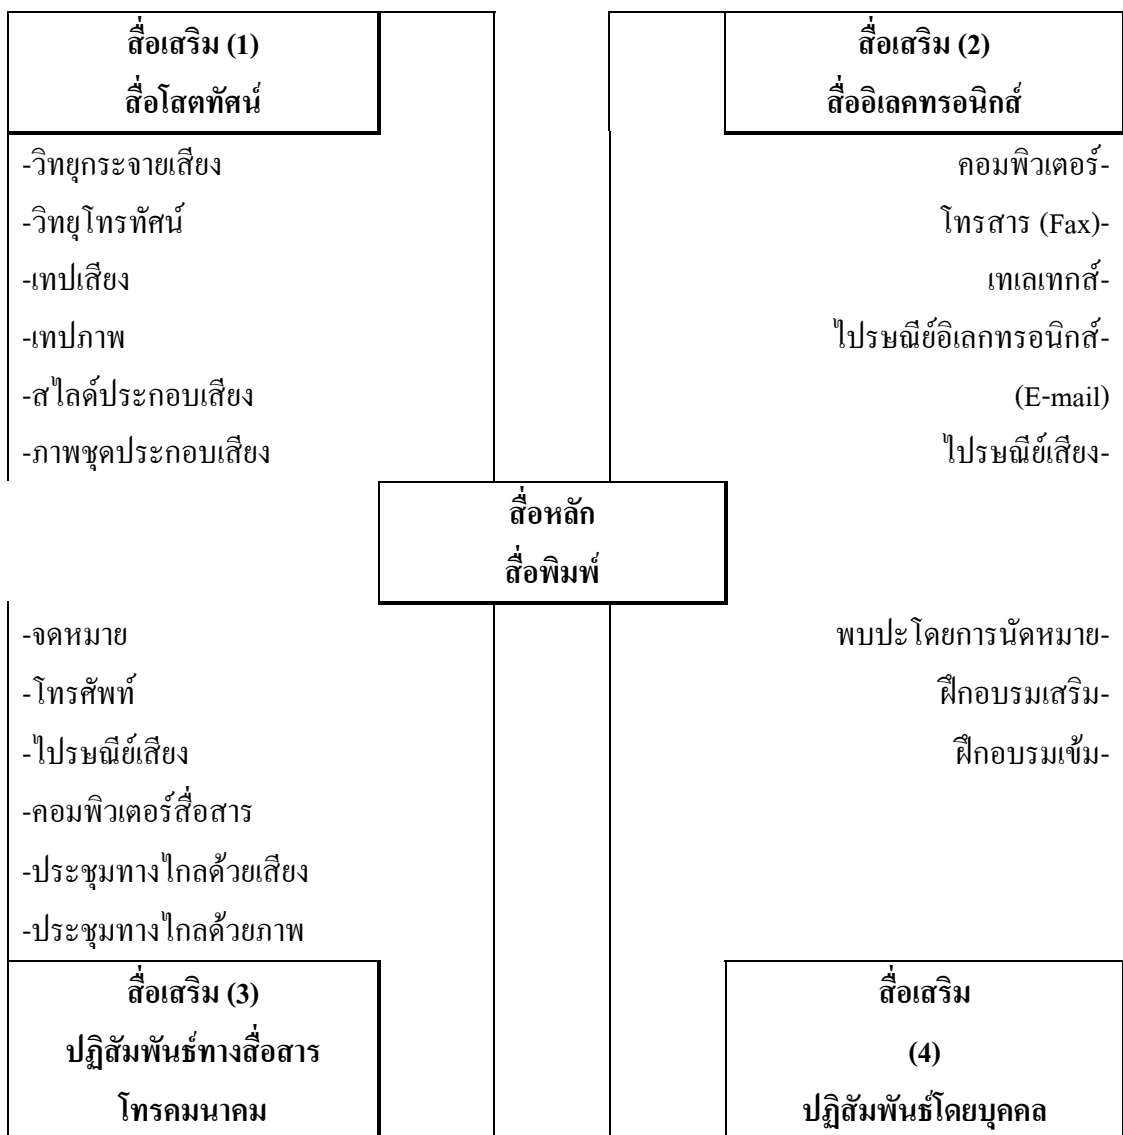 สื่อเสริม (1)
สื่อโสตทัศน์
-วิทยุกระจายเสียง
-วิทยุโทรทัศน์
-เทปเสียง
-เทปภาพ
-สไลด์ประกอบเสียง
-ภาพชุดประกอบเสียง
สื่อเสริม (2)
สื่ออิเลคทรอนิกส์
คอมพิวเตอร์-
โทรสาร (Fax)-
เทเลเทกส์-
ไปรษณีย์อิเลกทรอนิกส์-
(E-mail)
ไปรษณีย์เสียง-
สื่อหลัก
สื่อพิมพ์
-จดหมาย
-โทรศัพท์
-ไปรษณีย์เสียง
-คอมพิวเตอร์สื่อสาร
-ประชุมทางไกลด้วยเสียง
-ประชุมทางไกลด้วยภาพ
สื่อเสริม (3)
ปฏิสัมพันธ์ทางสื่อสาร
โทรคมนาคม
พบปะโดยการนัดหมาย-
ฝึกอบรมเสริม-
ฝึกอบรมเข้ม-
สื่อเสริม
(4)
ปฏิสัมพันธ์โดยบุคคล